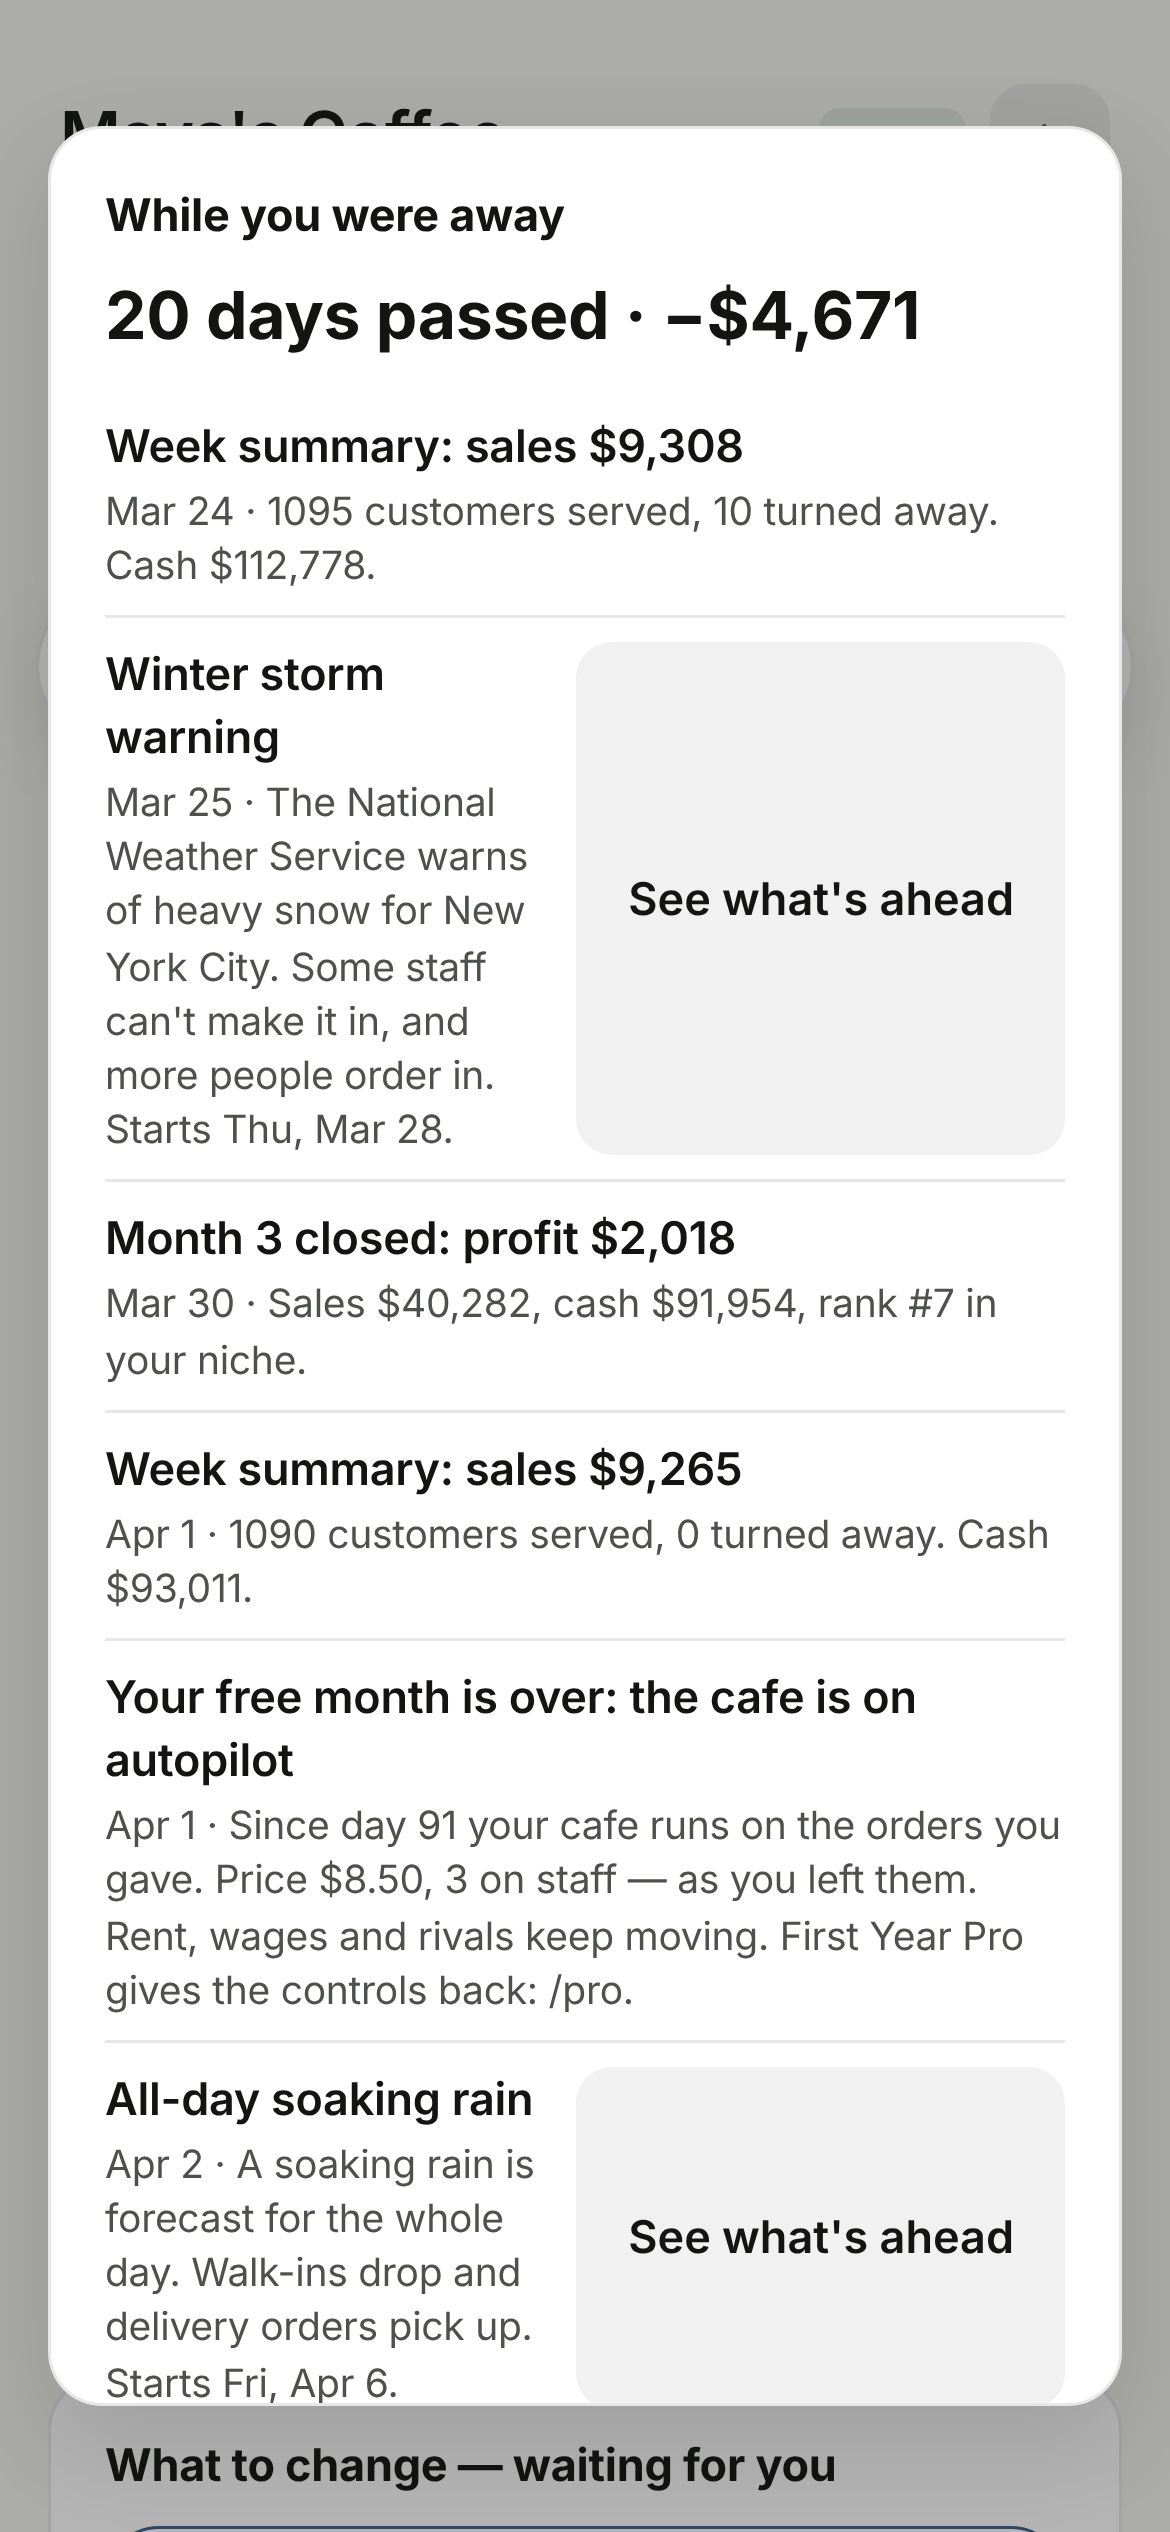 While you were away
20 days passed · −$4,671
Week summary: sales $9,308
Mar 24 · 1095 customers served, 10 turned away.
Cash $112,778.
Winter storm
warning
Mar 25 · The National
Weather Service warns
of heavy snow for New
York City. Some staff
can't make it in, and
more people order in.
Starts Thu, Mar 28.
See what's ahead
Month 3 closed: profit $2,018
Mar 30 · Sales $40,282, cash $91,954, rank #7 in
your niche.
Week summary: sales $9,265
Apr 1 · 1090 customers served, 0 turned away. Cash
$93,011.
Your free month is over: the cafe is on
autopilot
Apr 1 · Since day 91 your cafe runs on the orders you
gave. Price $8.50, 3 on staff — as you left them.
Rent, wages and rivals keep moving. First Year Pro
gives the controls back: /pro.
All-day soaking rain
Apr 2 · A soaking rain is
forecast for the whole
day. Walk-ins drop and
delivery orders pick up.
Starts Fri, Apr 6.
See what's ahead
What to change — waiting for you